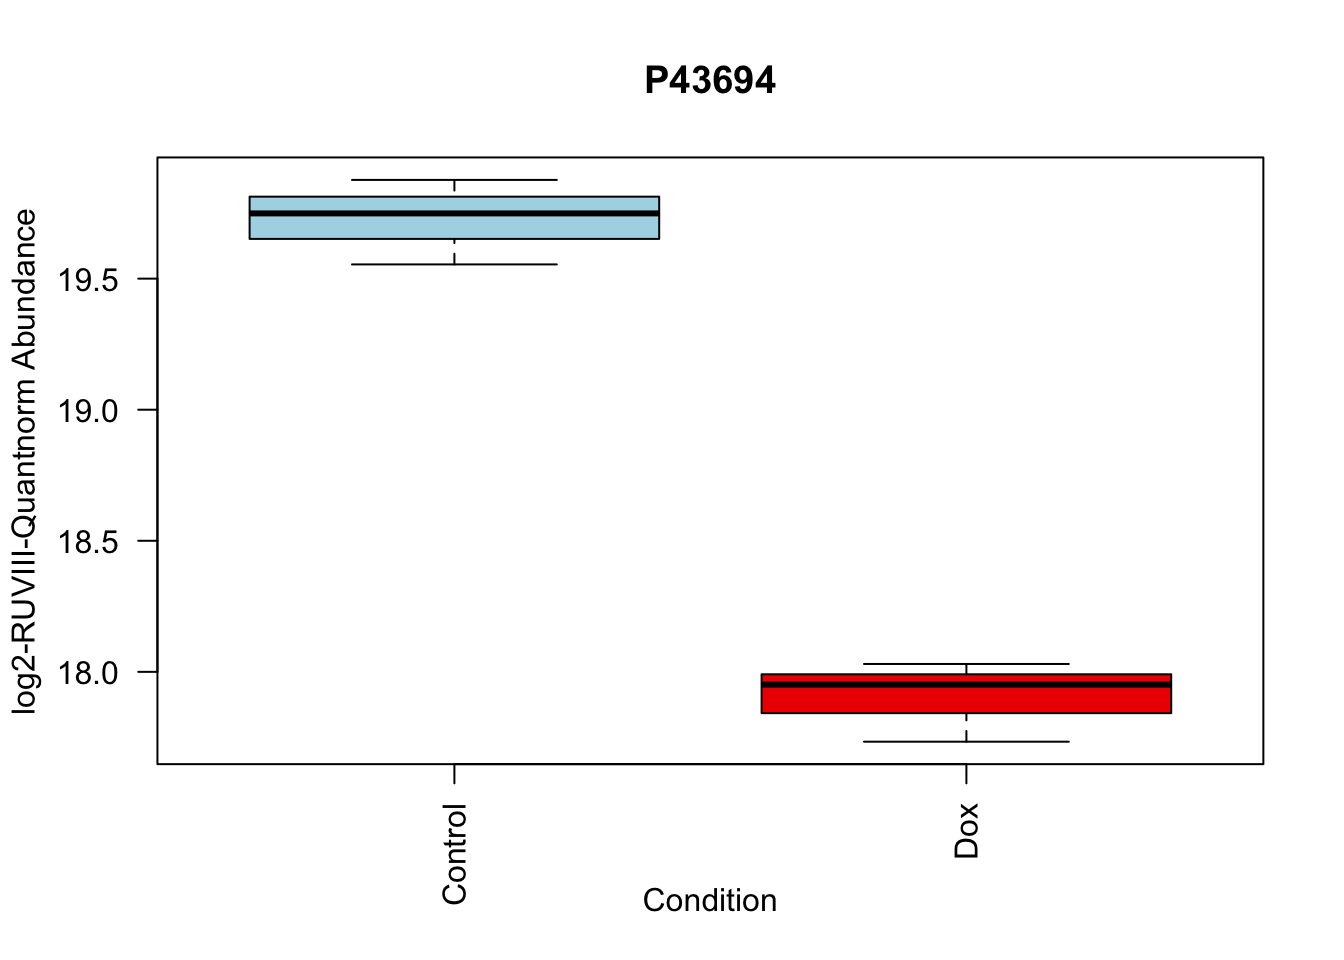 P43694
log2-RUVIII-Quantnorm Abundance
19.5
19.0
18.5
18.0
Control
Dox
Condition